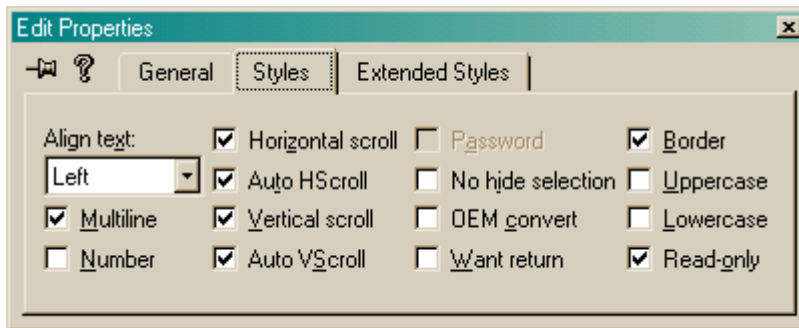 Edit Properties
General Styles Extended Styles
Align text: Horizontal scroll Password Border
Left Auto HScroll No hide selection Uppercase
Multiline Vertical scroll OEM convert Lowercase
Number Auto VScroll Want return Read-only